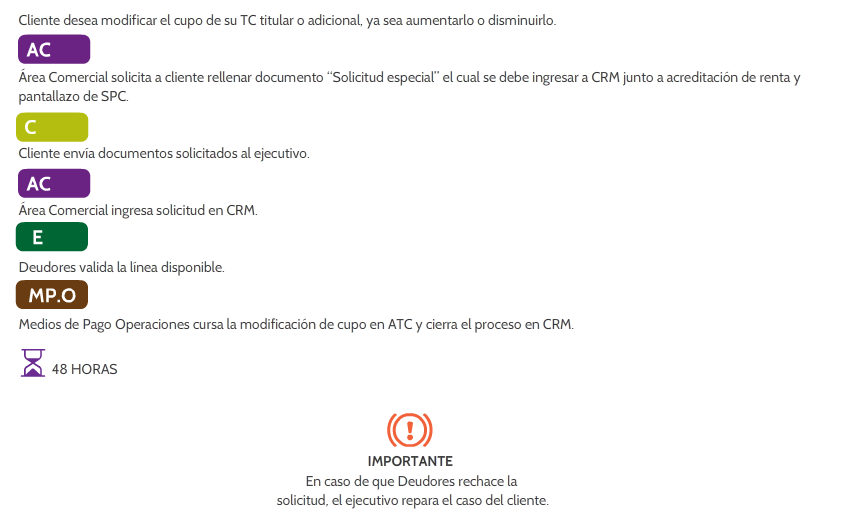 Cliente desea modificar el cupo de su TC titular o adicional, ya sea aumentarlo o disminuirlo.
AC
Área Comercial solicita a cliente rellenar documento “Solicitud especial” el cual se debe ingresar a CRM junto a acreditación de renta y
pantallazo de SPC.
C
Cliente envía documentos solicitados al ejecutivo.
AC
Área Comercial ingresa solicitud en CRM.
E
Deudores valida la línea disponible.
MP.O
Medios de Pago Operaciones cursa la modificación de cupo en ATC y cierra el proceso en CRM.
48 HORAS
IMPORTANTE
En caso de que Deudores rechace la
solicitud, el ejecutivo repara el caso del cliente.